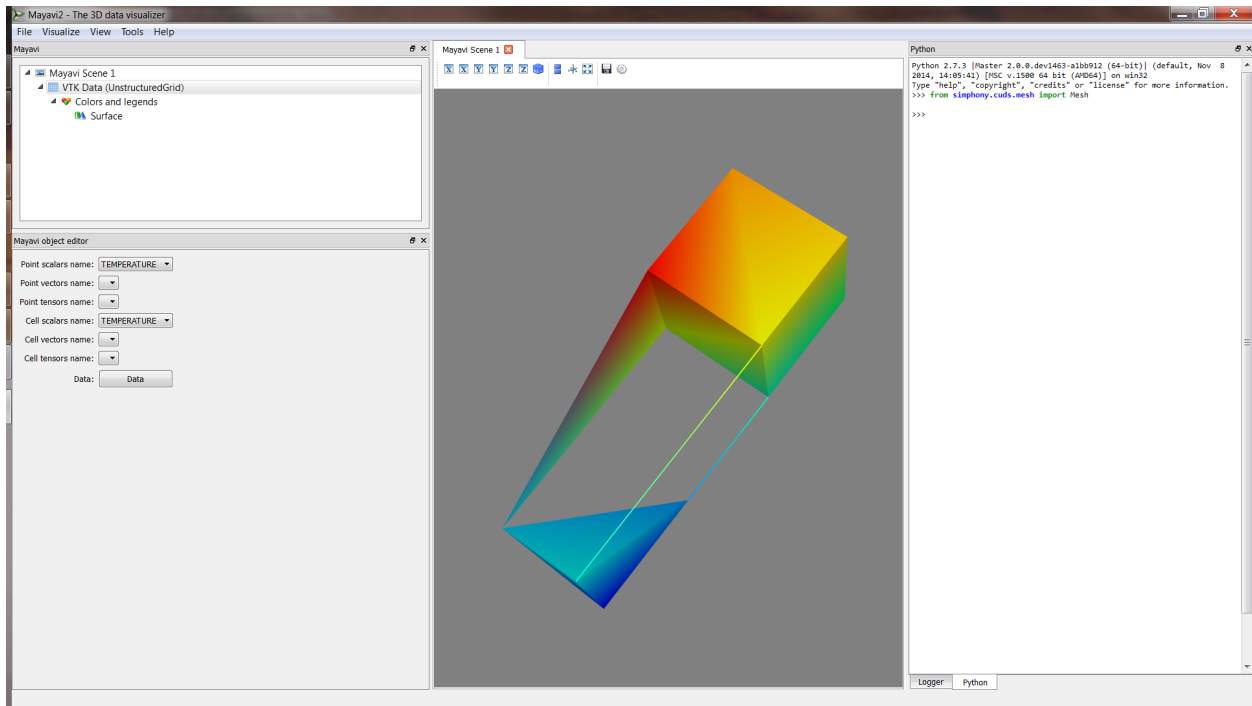 Mayavi2 - The 3D data visualizer
File Visualize View Tools Help
Mayavi
Mayavi Scene 1
VTK Data (UnstructuredGrid)
Colors and legends
Surface
Mayavi object editor
Point scalars name: TEMPERATURE
Point vectors name:
Point tensors name:
Cell scalars name: TEMPERATURE
Cell vectors name:
Cell tensors name:
Data: Data
Mayavi Scene 1
X X Y Y Z Z
Python
Python 2.7.3 |Master 2.0.0.dev1463-a1bb912 (64-bit)| (default, Nov 8
2014, 14:05:41) [MSC v.1500 64 bit (AMD64)] on win32
Type "help", "copyright", "credits" or "license" for more information.
>>> from simphony.cuds.mesh import Mesh
>>>
Logger Python